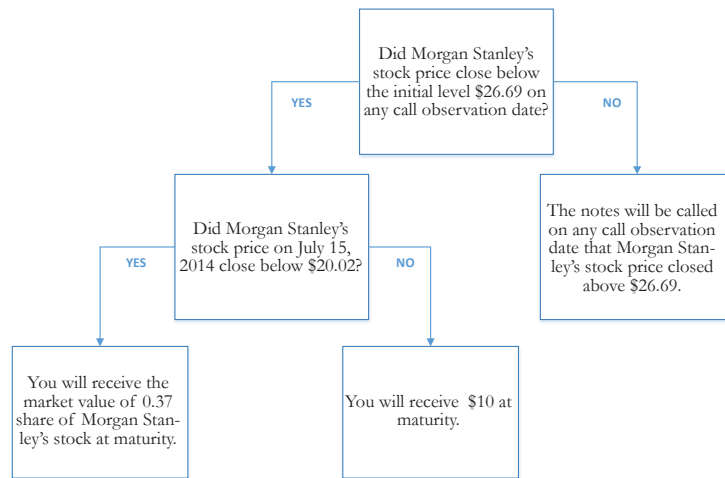 Did Morgan Stanley's
stock price close below
the initial level $26.69 on
any call observation date?
YES
NO
Did Morgan Stanley's
stock price on July 15,
2014 close below $20.02?
The notes will be called
on any call observation
date that Morgan Stan-
ley's stock price closed
above $26.69.
YES
NO
You will receive the
market value of 0.37
share of Morgan Stan-
ley's stock at maturity.
You will receive  $10 at
maturity.